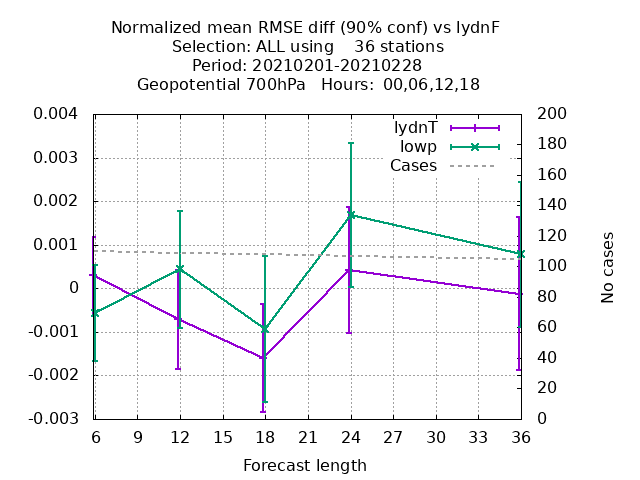 Normalized mean RMSE diff (90% conf) vs lydnF
Selection: ALL using    36 stations
Period: 20210201-20210228
Geopotential 700hPa   Hours:  00,06,12,18
0.004
0.003
0.002
0.001
0
-0.001
-0.002
-0.003
lydnT
lowp
Cases
200
180
160
140
120
100
80
60
40
20
0
No cases
6 9 12 15 18 21 24 27 30 33 36
Forecast length